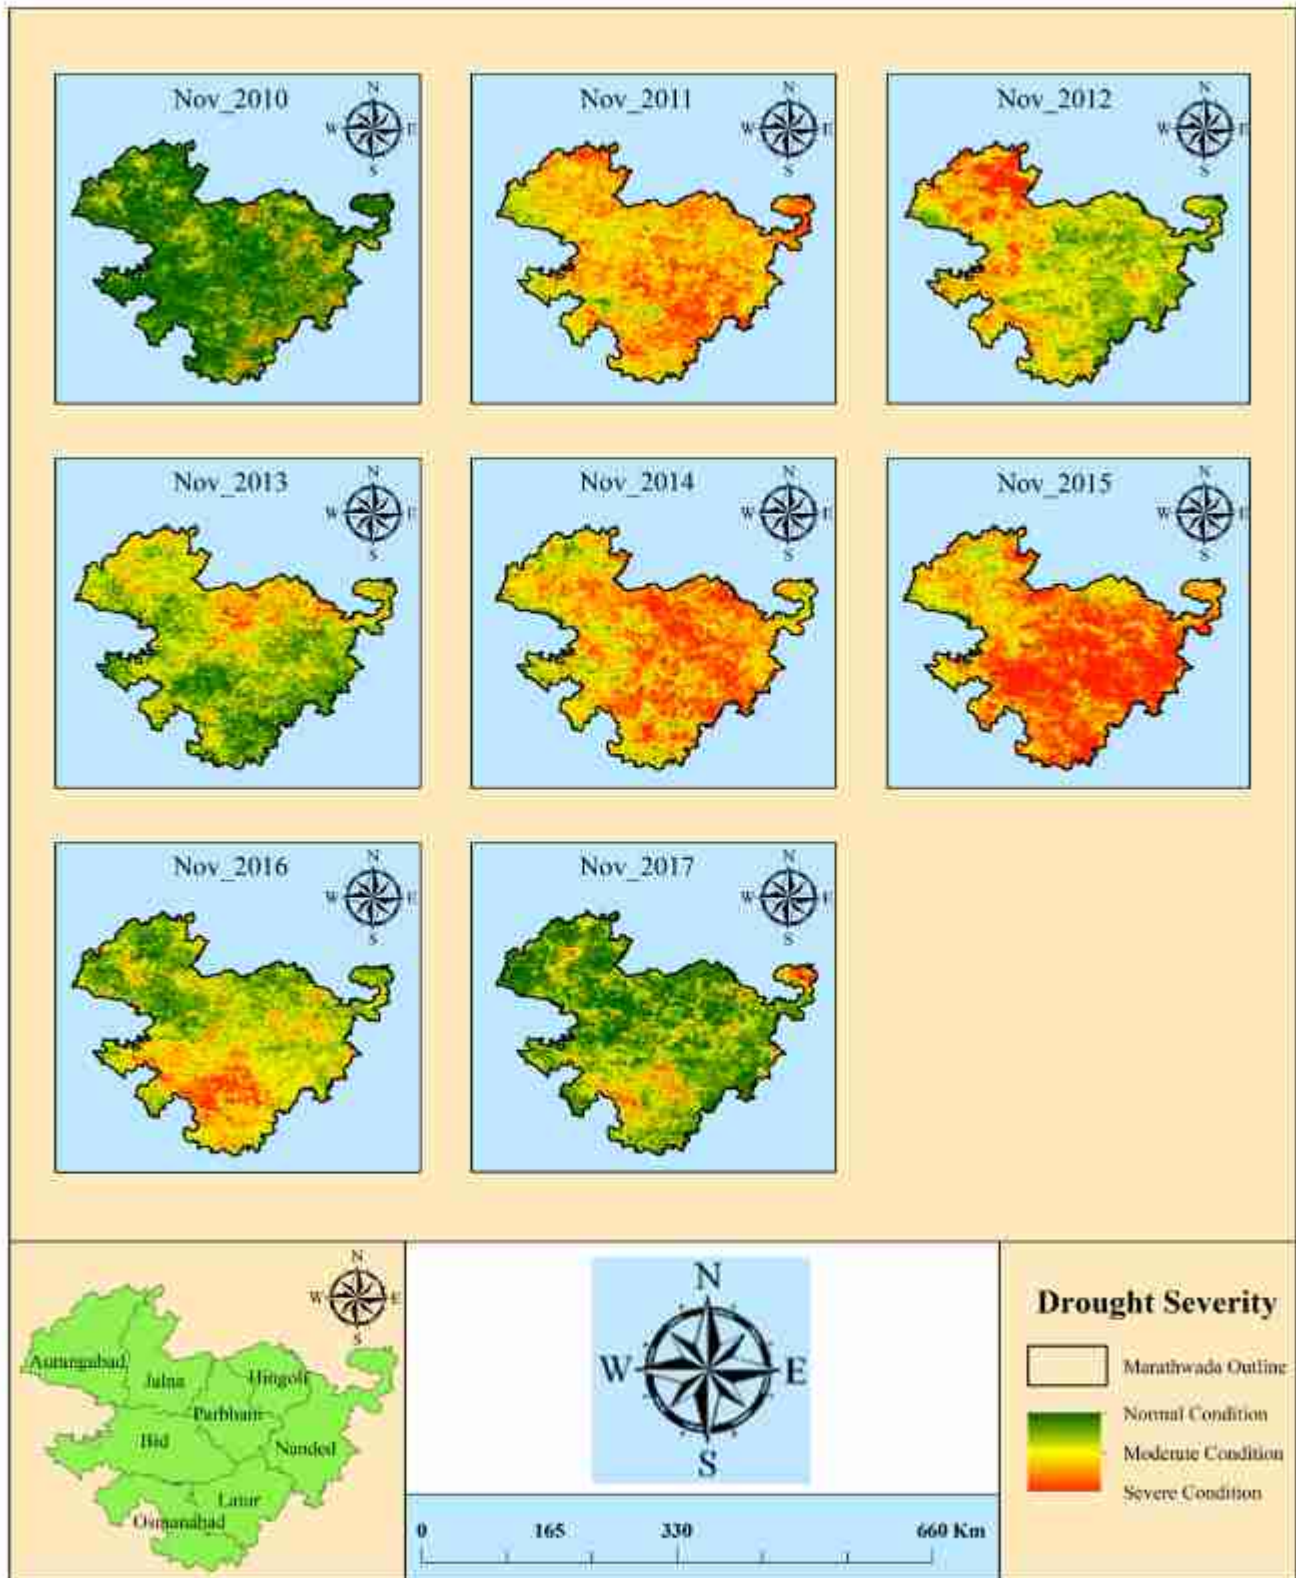 Nov_2010
N
W
E
S
Nov_2011
N
W
E
S
Nov_2012
N
W
E
S
Nov_2013
N
W
E
S
Nov_2014
N
W
E
S
Nov_2015
N
W
E
S
Nov_2016
N
W
E
S
Nov_2017
N
W
E
S
N
W
E
S
Aurangabad
Jalna
Hingoli
Parbhani
Bid
Nanded
Latur
Osmanabad
N
W
E
S
0 165 330 660 Km
Drought Severity
Marathwada Outline
Normal Condition
Moderate Condition
Severe Condition